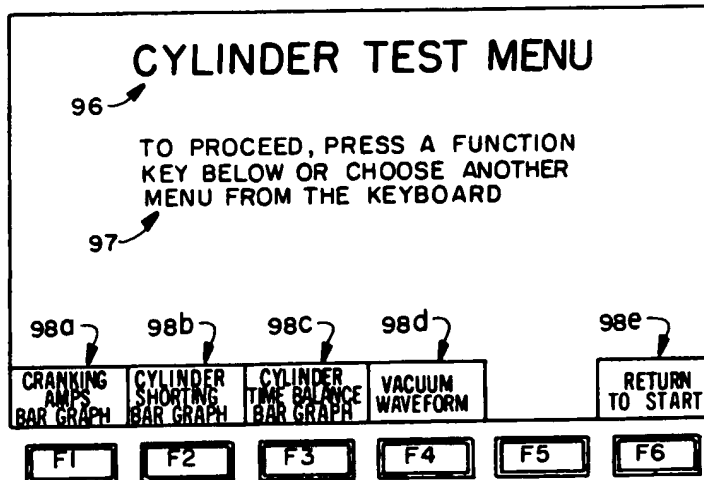 CYLINDER TEST MENU
96
TO PROCEED, PRESS A FUNCTION
KEY BELOW OR CHOOSE ANOTHER
MENU FROM THE KEYBOARD
97
98a
98b
98c
98d
98e
CRANKING
AMPS
BAR GRAPH
CYLINDER
SHORTING
BAR GRAPH
CYLINDER
TIME BALANCE
BAR GRAPH
VACUUM
WAVEFORM
RETURN
TO START
F1
F2
F3
F4
F5
F6